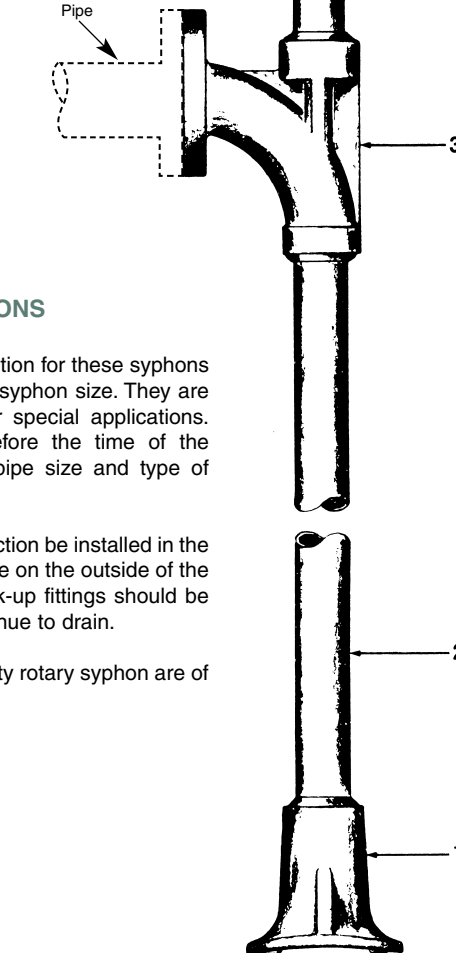 Pipe
3
ONS
tion for these syphons
syphon size. They are
r special applications.
efore the time of the
pipe size and type of
ction be installed in the
e on the outside of the
k-up fittings should be
nue to drain.
ty rotary syphon are of
2